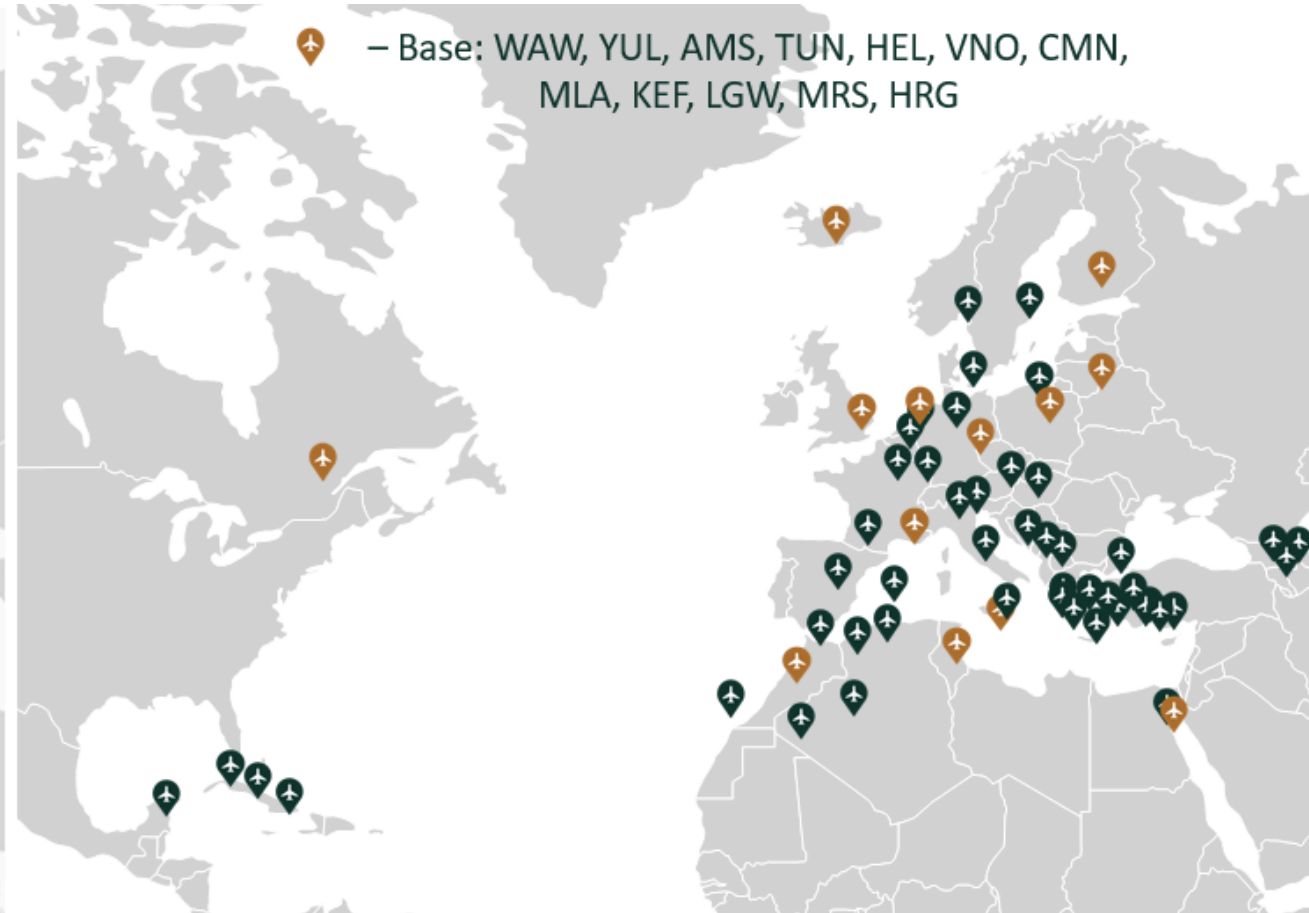 – Base: WAW, YUL, AMS, TUN, HEL, VNO, CMN,
MLA, KEF, LGW, MRS, HRG